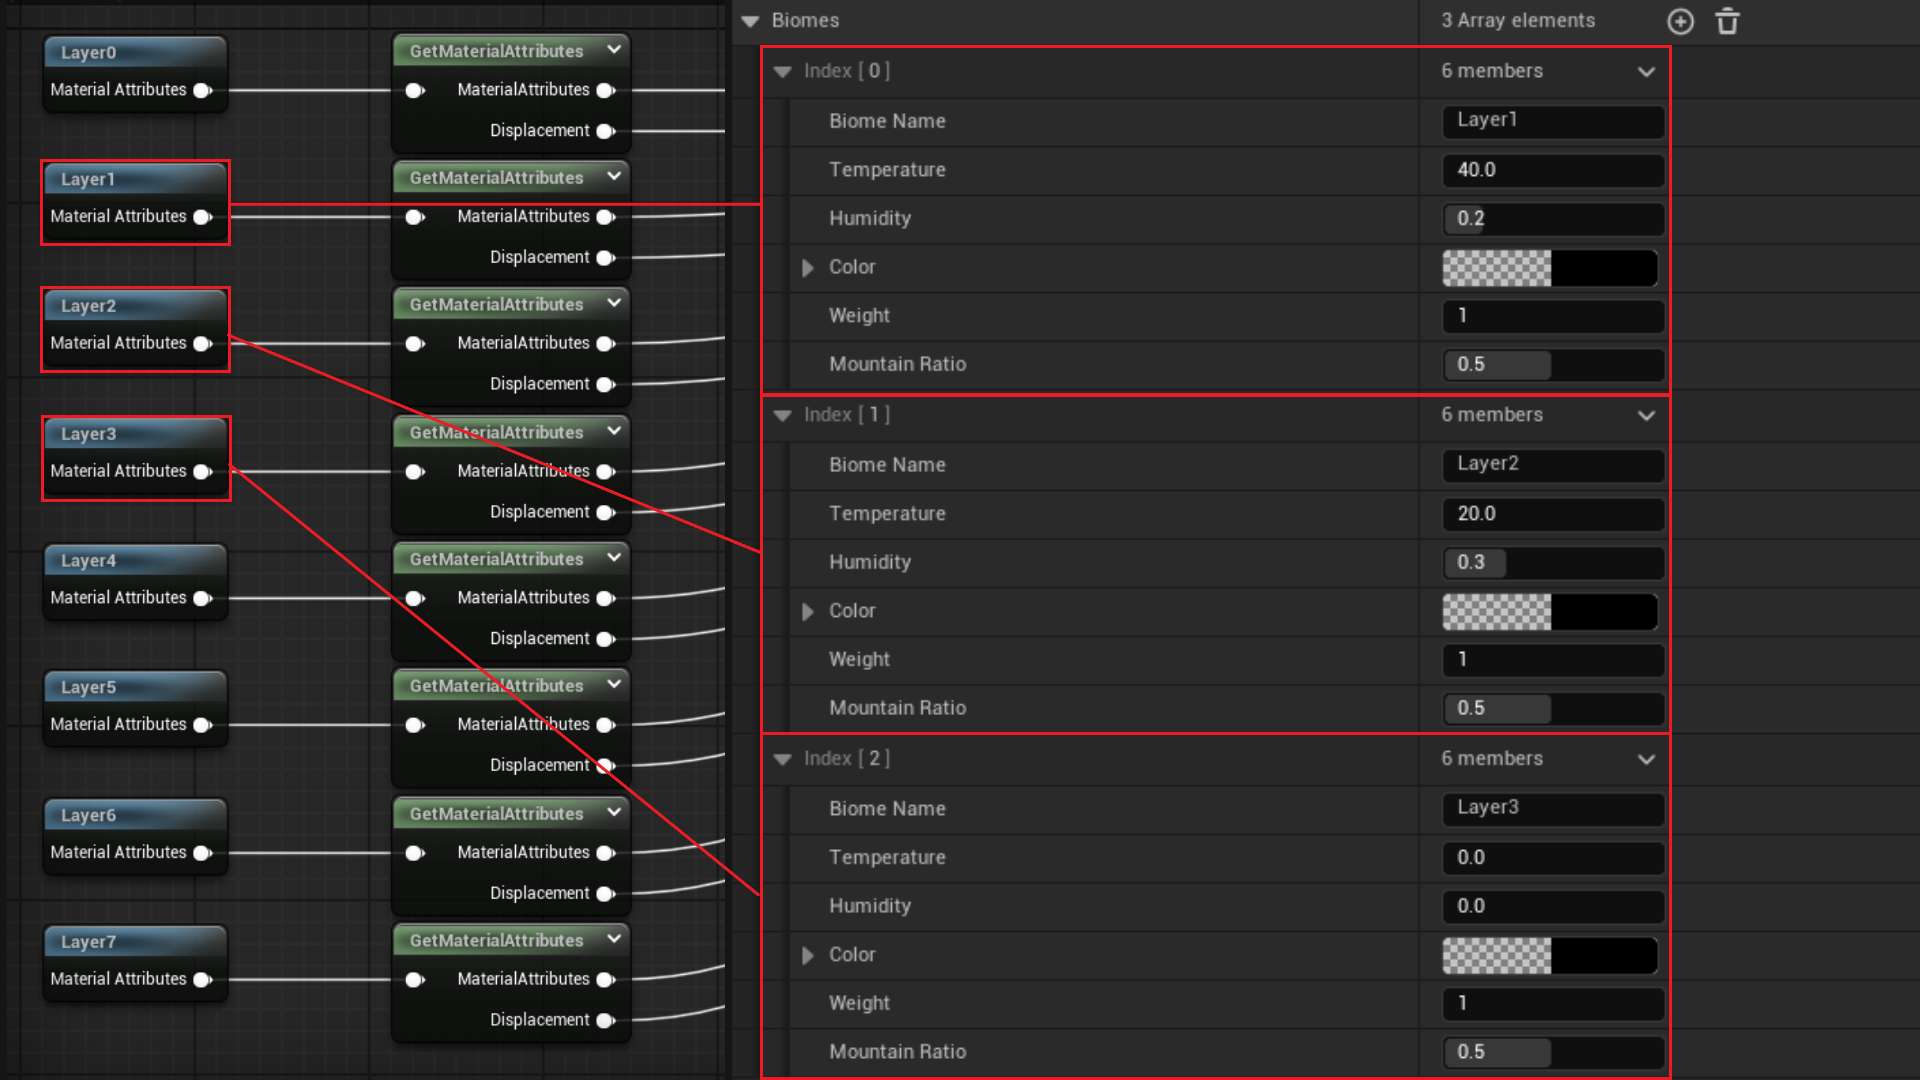 Layer0
Material Attributes
GetMaterialAttributes
MaterialAttributes
Displacement
Layer1
Material Attributes
GetMaterialAttributes
MaterialAttributes
Displacement
Layer2
Material Attributes
GetMaterialAttributes
MaterialAttributes
Displacement
Layer3
Material Attributes
GetMaterialAttributes
MaterialAttributes
Displacement
Layer4
Material Attributes
GetMaterialAttributes
MaterialAttributes
Displacement
Layer5
Material Attributes
GetMaterialAttributes
MaterialAttributes
Displacement
Layer6
Material Attributes
GetMaterialAttributes
MaterialAttributes
Displacement
Layer7
Material Attributes
GetMaterialAttributes
MaterialAttributes
Displacement
Biomes 3 Array elements
Index [ 0 ] 6 members
Biome Name Layer1
Temperature 40.0
Humidity 0.2
Color
Weight 1
Mountain Ratio 0.5
Index [ 1 ] 6 members
Biome Name Layer2
Temperature 20.0
Humidity 0.3
Color
Weight 1
Mountain Ratio 0.5
Index [ 2 ] 6 members
Biome Name Layer3
Temperature 0.0
Humidity 0.0
Color
Weight 1
Mountain Ratio 0.5